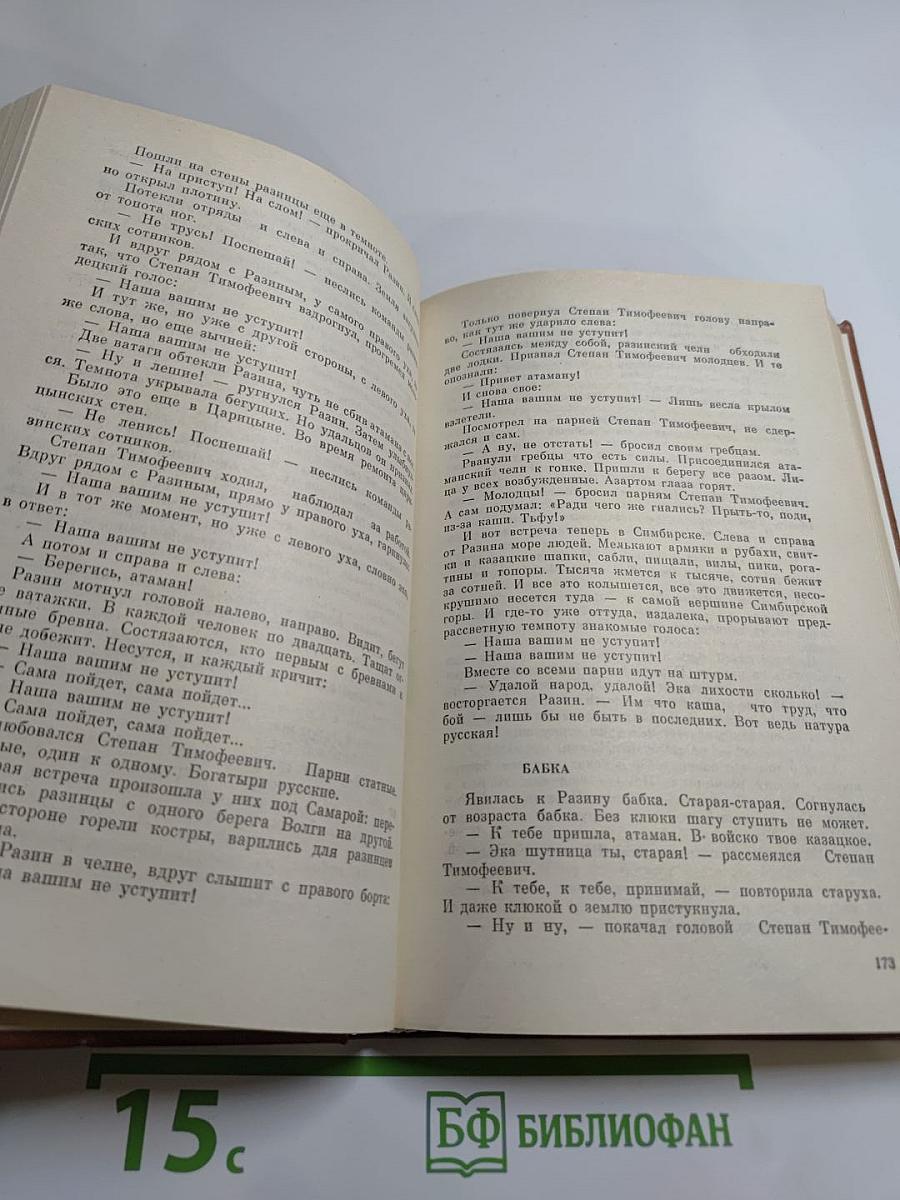 Пошли на стены разинцы еще в темноте.
— На приступ! На слом! — прокричал Разин. И
но открыл плотину.
Потекли отряды и слева и справа. Земля
от топота ног.
— Не трусь! Поспешай! — неслись команды
ских сотников.
И вдруг рядом с Разиным, у самого правого
так, что Степан Тимофеевич вздрогнул, прогремел
децкий голос:
— Наша вашим не уступит!
И тут же, но уже с другой стороны, с левого уха,
же слова, но еще зычней:
— Наша вашим не уступит!
Две ватаги обтекли Разина, чуть не сбив атамана с
— Ну и лешие! — ругнулся Разин. Затем
ся. Темнота укрывала бегущих. Но удальцов он
Было это еще в Царицыне. Во время ремонта
цынских стен.
— Не ленись! Поспешай! — неслись команды
зинских сотников.
Степан Тимофеевич ходил, наблюдал за работой.
Вдруг рядом с Разиным, прямо у правого уха,
— Наша вашим не уступит!
И в тот же момент, но уже с левого уха, словно эхо,
в ответ:
— Наша вашим не уступит!
А потом и справа и слева:
— Берегись, атаман!
Разин мотнул головой налево, направо. Видит, бегут
е ватажки. В каждой человек по двадцать. Тащат
ные бревна. Состязаются, кто первым с бревнами к
не добежит. Несутся, и каждый кричит:
— Наша вашим не уступит!
— Сама пойдет, сама пойдет...
Наша вашим не уступит!
Сама пойдет, сама пойдет...
любовался Степан Тимофеевич. Парни статные,
ые, один к одному. Богатыри русские.
рая встреча произошла у них под Самарой: пере-
лись разинцы с одного берега Волги на другой.
стороне горели костры, варились для разинцев
Разин в челне, вдруг слышит с правого борта:
а вашим не уступит!
Только повернул Степан Тимофеевич голову напра-
во, как тут же ударило слева:
— Наша вашим не уступит!
Состязаясь между собой, разинский челн обходили
две лодки. Признал Степан Тимофеевич молодцев. И те
опознали:
— Привет атаману!
И снова свое:
— Наша вашим не уступит! — Лишь весла крылом
взлетели.
Посмотрел на парней Степан Тимофеевич, не сдер-
жался и сам.
— А ну, не отстать! — бросил своим гребцам.
Рванули гребцы что есть силы. Присоединился ата-
манский челн к гонке. Пришли к берегу все разом. Ли-
ца у всех возбужденные. Азартом глаза горят.
— Молодцы! — бросил парням Степан Тимофеевич.
А сам подумал: «Ради чего же гнались? Прыть-то, поди,
из-за каши. Тьфу!»
И вот встреча теперь в Симбирске. Слева и справа
от Разина море людей. Мелькают армяки и рубахи, свит-
ки и казацкие шапки, сабли, пищали, вилы, пики, рога-
тины и топоры. Тысяча жмется к тысяче, сотня бежит
за сотней. И все это колышется, все это движется, несо-
крушимо несется туда — к самой вершине Симбирской
горы. И где-то уже оттуда, издалека, прорывают пред-
рассветную темноту знакомые голоса:
— Наша вашим не уступит!
— Наша вашим не уступит!
Вместе со всеми парни идут на штурм.
— Удалой народ, удалой! Эка лихости сколько! —
восторгается Разин. — Им что каша, что труд, что
бой — лишь бы не быть в последних. Вот ведь натура
русская!
БАБКА
Явилась к Разину бабка. Старая-старая. Согнулась
от возраста бабка. Без клюки шагу ступить не может.
— К тебе пришла, атаман. В войско твое казацкое.
— Эка шутница ты, старая! — рассмеялся Степан
Тимофеевич.
— К тебе, к тебе, принимай, — повторила старуха.
И даже клюкой о землю пристукнула.
— Ну и ну, — покачал головой Степан Тимофее-
173
15 с
БФ БИБЛИОФАН